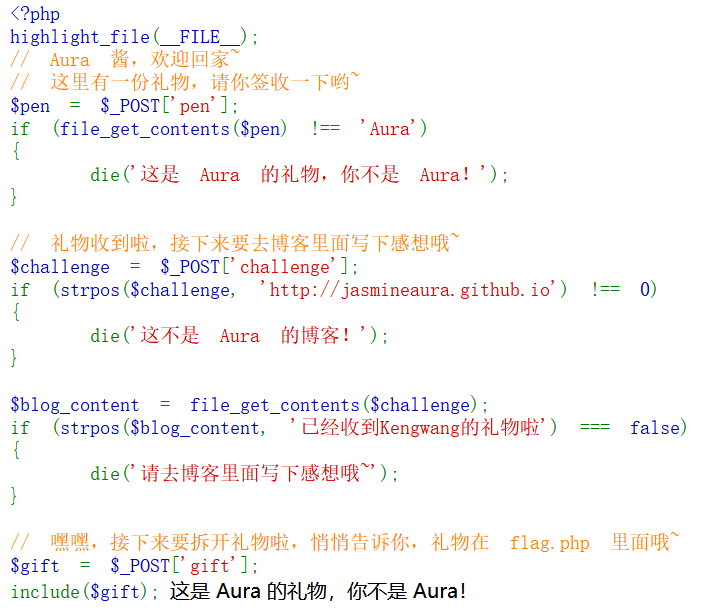 <?php
highlight_file(__FILE__);
// Aura 酱，欢迎回家~
// 这里有一份礼物，请你签收一下哟~
$pen = $_POST['pen'];
if (file_get_contents($pen) !== 'Aura')
{
die('这是 Aura 的礼物，你不是 Aura！');
}
// 礼物收到啦，接下来要去博客里面写下感想哦~
$challenge = $_POST['challenge'];
if (strpos($challenge, 'http://jasmineaura.github.io') !== 0)
{
die('这不是 Aura 的博客！');
}
$blog_content = file_get_contents($challenge);
if (strpos($blog_content, '已经收到Kengwang的礼物啦') === false)
{
die('请去博客里面写下感想哦~');
}
// 嘿嘿，接下来要拆开礼物啦，悄悄告诉你，礼物在 flag.php 里面哦~
$gift = $_POST['gift'];
include($gift); 这是 Aura 的礼物，你不是 Aura！